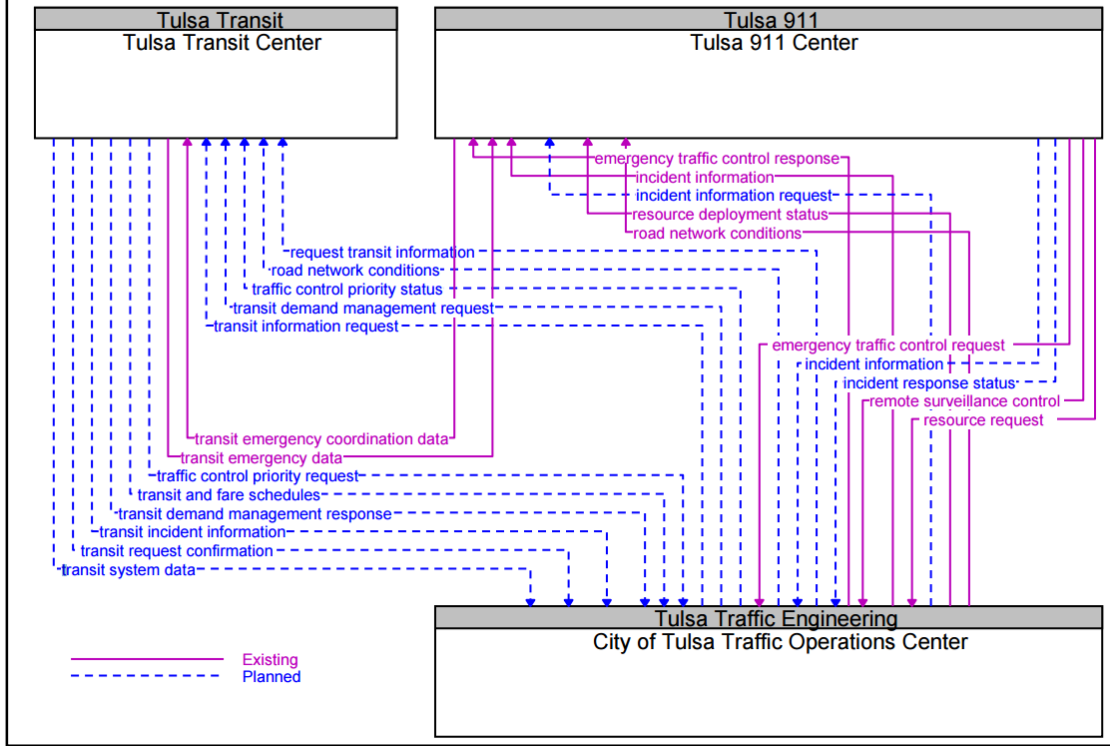 Tulsa Transit
Tulsa Transit Center
Tulsa 911
Tulsa 911 Center
emergency traffic control response
incident information
incident information request
resource deployment status
road network conditions
request transit information
road network conditions
traffic control priority status
transit demand management request
transit information request
emergency traffic control request
incident information
incident response status
remote surveillance control
resource request
transit emergency coordination data
transit emergency data
traffic control priority request
transit and fare schedules
transit demand management response
transit incident information
transit request confirmation
transit system data
Tulsa Traffic Engineering
City of Tulsa Traffic Operations Center
Existing
Planned